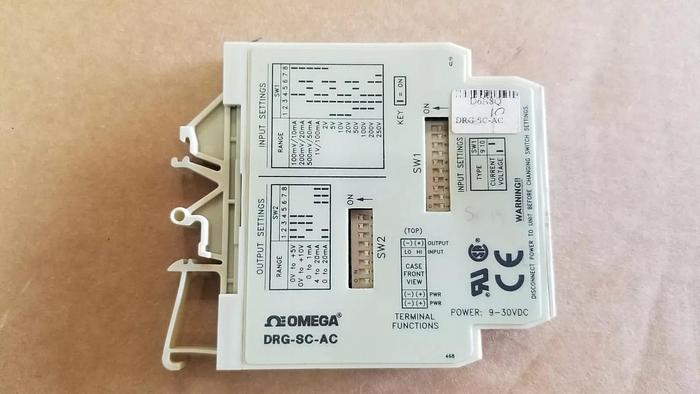 INPUT SETTINGS
RANGE
SW1
1 2 3 4 5 6 7 8
100mV/10mA
200mV/20mA
500mV/50mA
1V/100mA
2V
5V
10V
20V
50V
100V
200V
250V
KEY
= ON
OUTPUT SETTINGS
RANGE
SW2
1 2 3 4 5 6 7 8
0V to +5V
0V to +10V
0 to 1mA
4 to 20mA
0 to 20mA
ON
SW1
ON
SW2
D6N8Q
DRG-SC-AC
INPUT SETTINGS
TYPE
SW1
9 10
CURRENT
VOLTAGE
WARNING!!
DISCONNECT POWER TO UNIT BEFORE CHANGING SWITCH SETTINGS.
(TOP)
(-) (+) OUTPUT
LO HI INPUT
CASE
FRONT
VIEW
(-) (+) PWR
(-) (+) PWR
TERMINAL
FUNCTIONS
UR
CE
POWER: 9-30VDC
OMEGA®
DRG-SC-AC
468